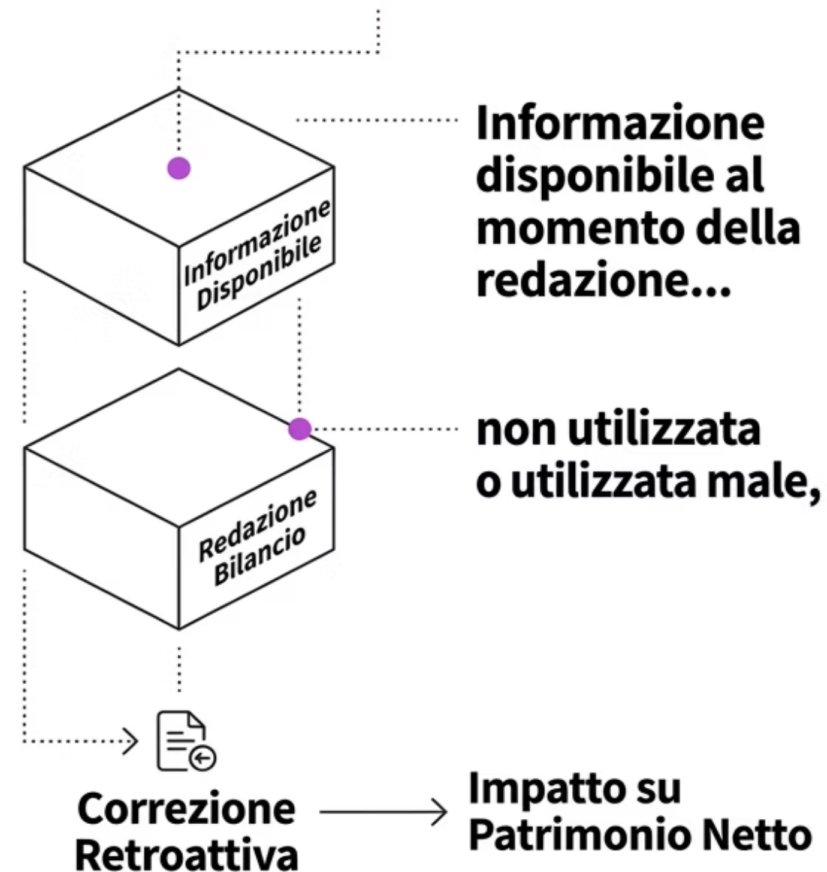 Informazione
disponibile al
momento della
redazione...
Informazione
Disponibile
non utilizzata
o utilizzata male,
Redazione
Bilancio
Correzione
Retroattiva
Impatto su
Patrimonio Netto